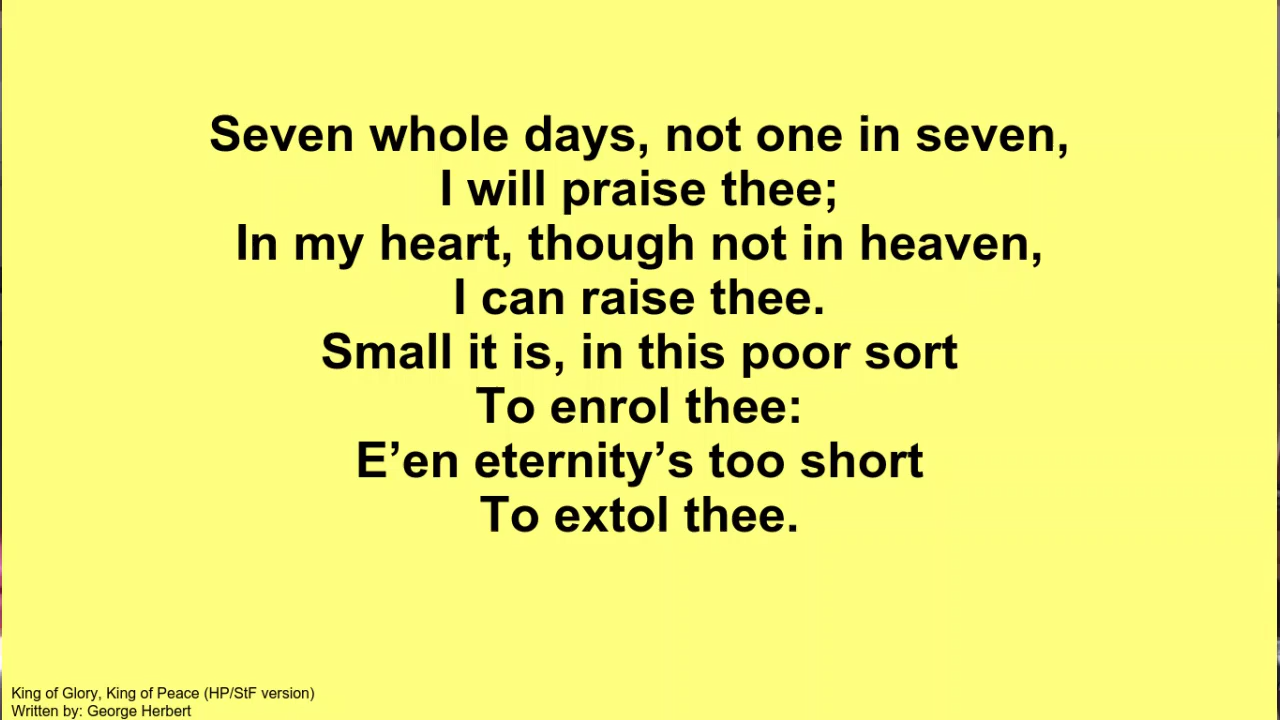 Seven whole days, not one in seven,
I will praise thee;
In my heart, though not in heaven,
I can raise thee.
Small it is, in this poor sort
To enrol thee:
E’en eternity’s too short
To extol thee.
King of Glory, King of Peace (HP/StF version)
Written by: George Herbert